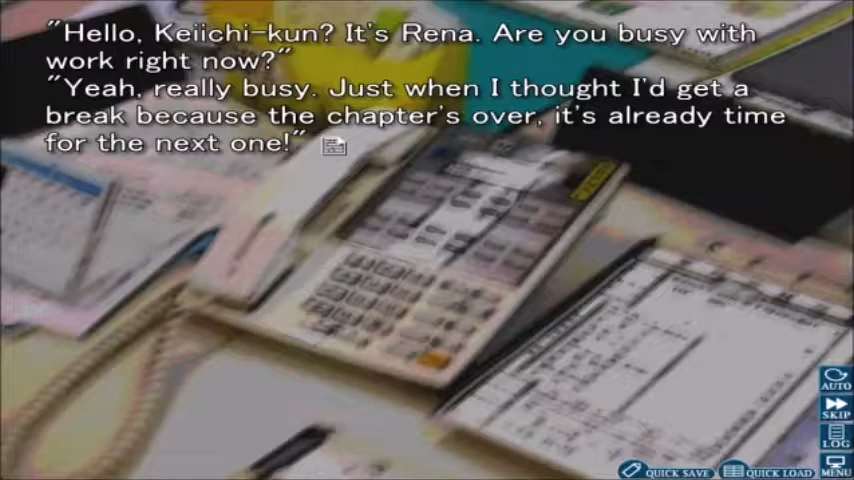 "Hello, Keiichi-kun? It's Rena. Are you busy with
work right now?"
"Yeah, really busy. Just when I thought I'd get a
break because the chapter's over, it's already time
for the next one!"
AUTO
SKIP
LOG
MENU
QUICK SAVE
QUICK LOAD